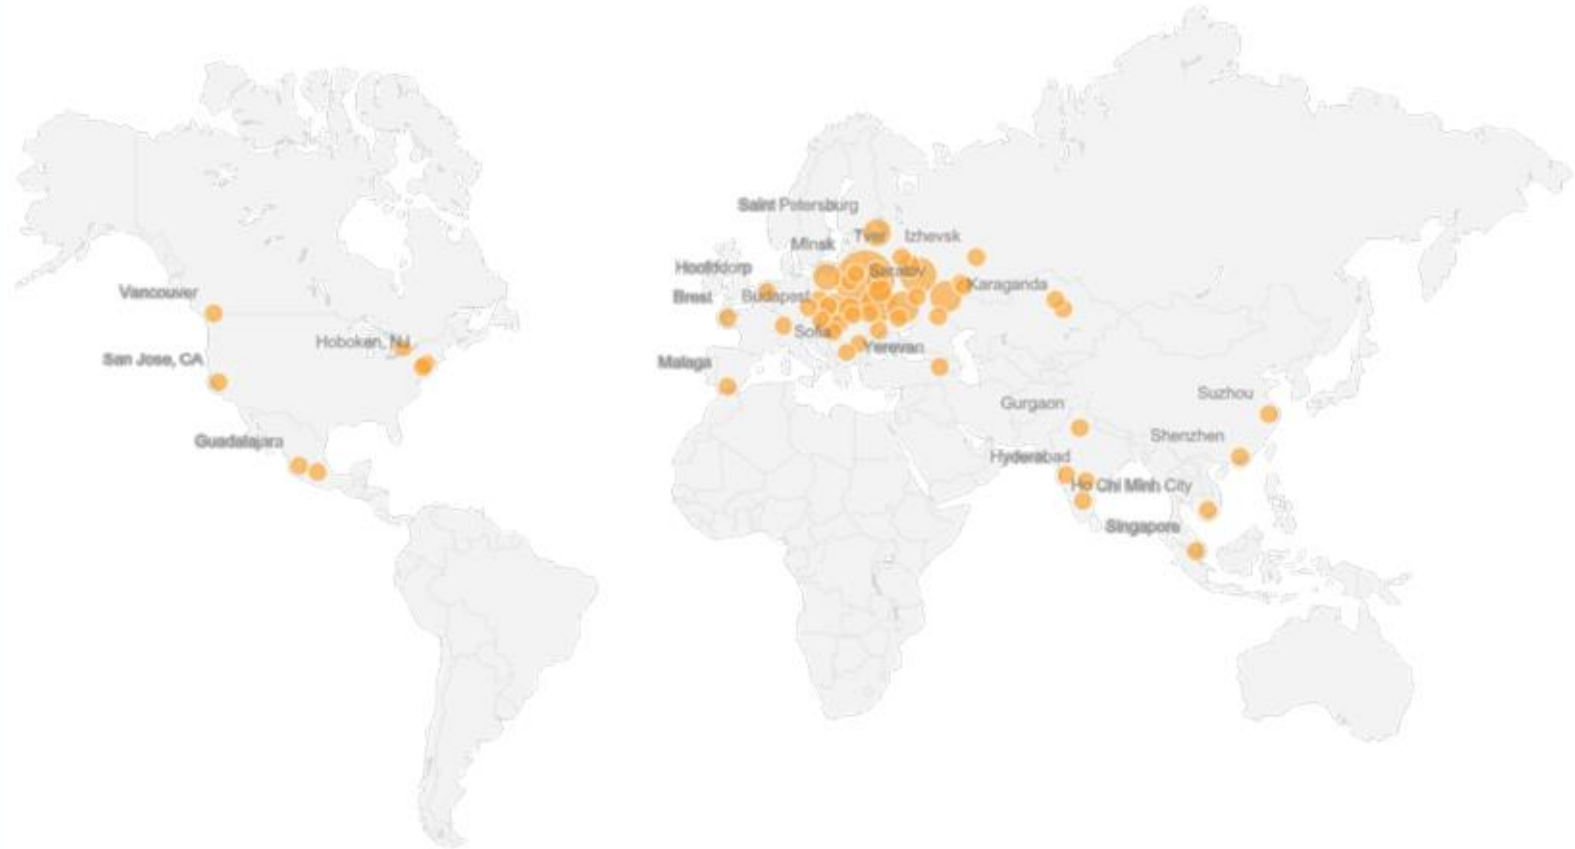 Saint Petersburg
Minsk
Tver
Izhevsk
Hoofddorp
Saratov
Vancouver
Brest
Budapest
Karaganda
Hoboken, NJ
Sofia
San Jose, CA
Malaga
Yerevan
Gurgaon
Suzhou
Guadalajara
Shenzhen
Hyderabad
Ho Chi Minh City
Singapore